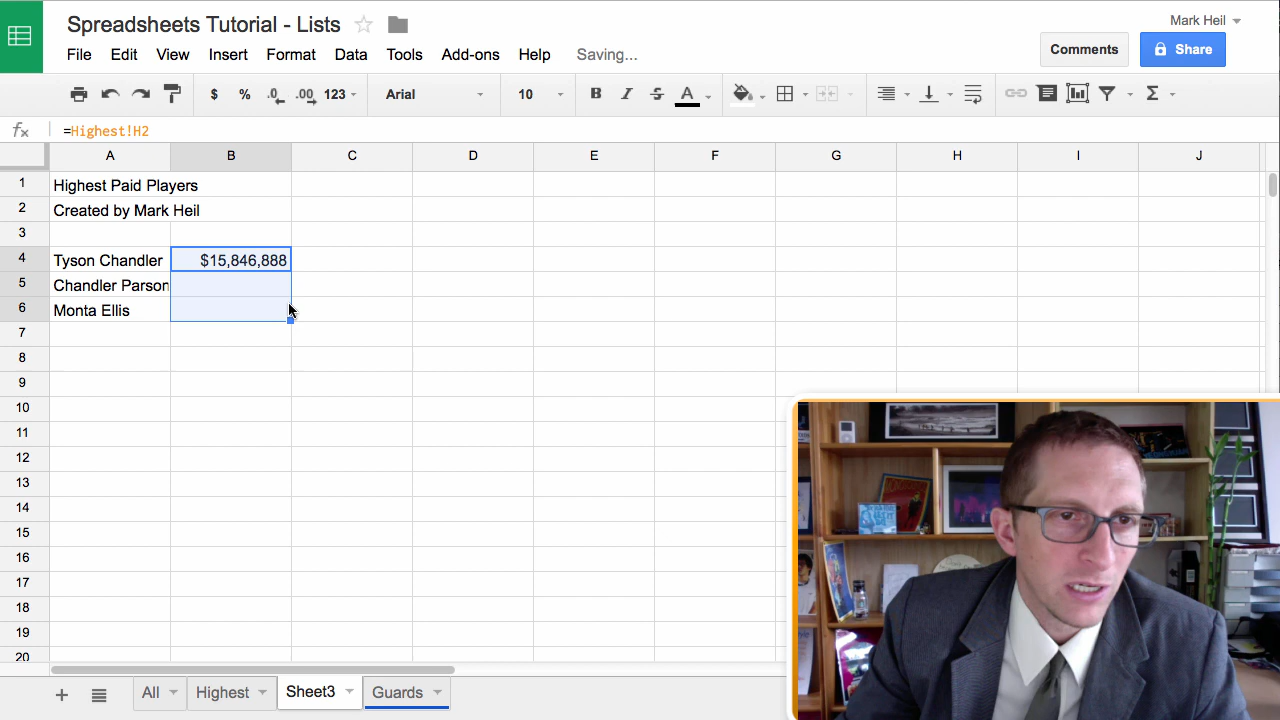 Spreadsheets Tutorial - Lists
Mark Heil
File Edit View Insert Format Data Tools Add-ons Help Saving...
Comments
Share
$ % .0 .00 123 Arial 10 B I S A Σ
fx =Highest!H2
A B C D E F G H I J
1 Highest Paid Players
2 Created by Mark Heil
3
4 Tyson Chandler $15,846,888
5 Chandler Parson
6 Monta Ellis
7
8
9
10
11
12
13
14
15
16
17
18
19
20
+ All Highest Sheet3 Guards